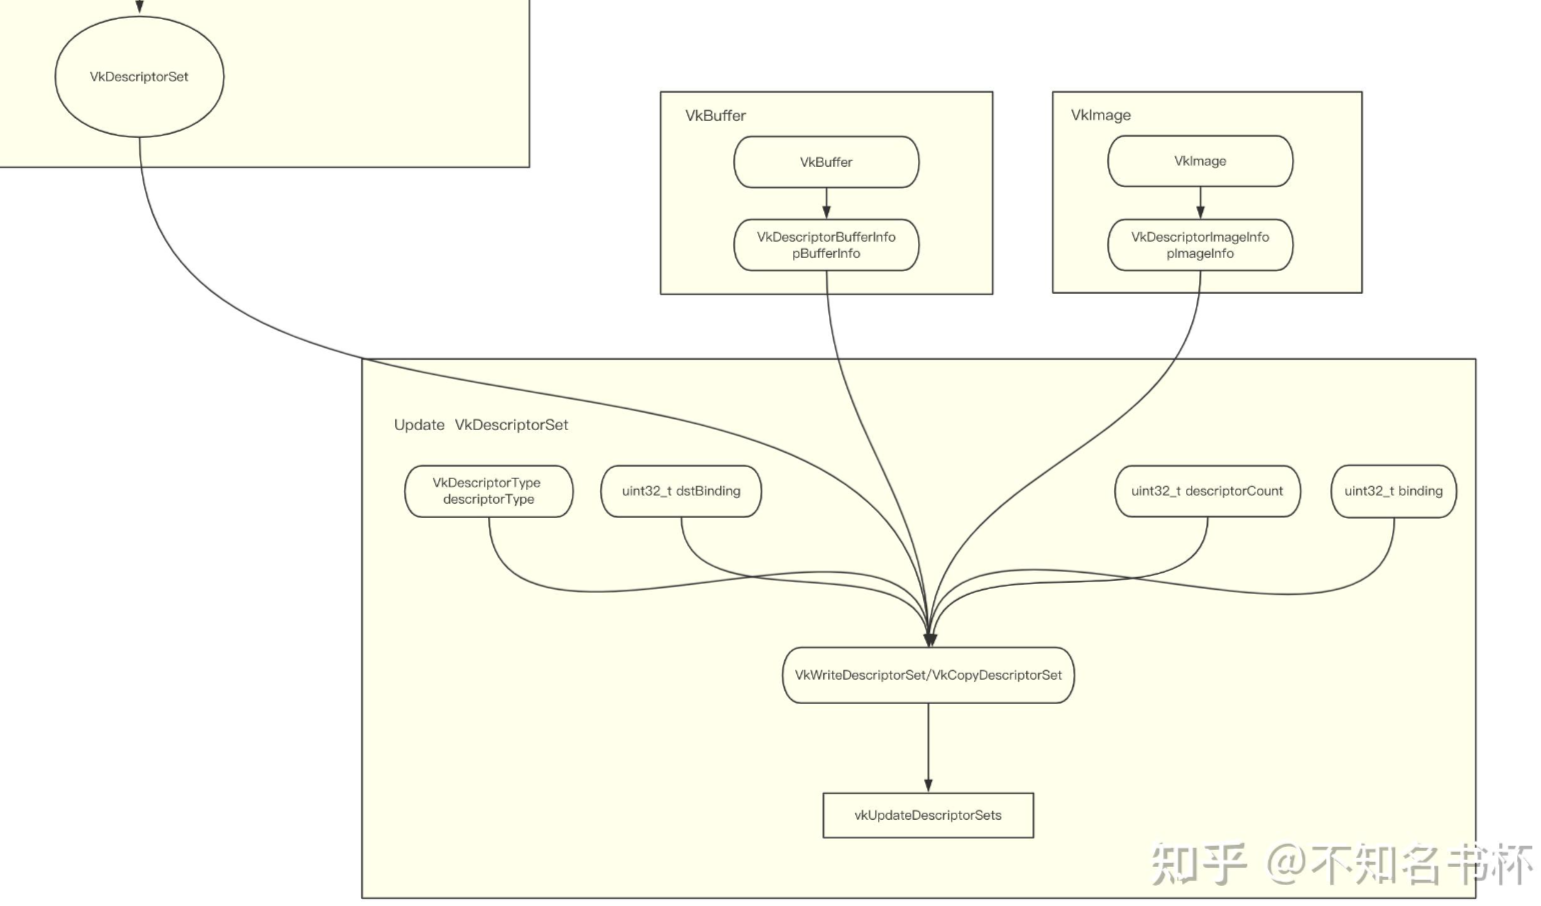 VkDescriptorSet
VkBuffer
VkBuffer
VkDescriptorBufferInfo
pBufferInfo
VkImage
VkImage
VkDescriptorImageInfo
pImageInfo
Update VkDescriptorSet
VkDescriptorType
descriptorType
uint32_t dstBinding
uint32_t descriptorCount
uint32_t binding
VkWriteDescriptorSet/VkCopyDescriptorSet
vkUpdateDescriptorSets
知乎 @不知名书杯